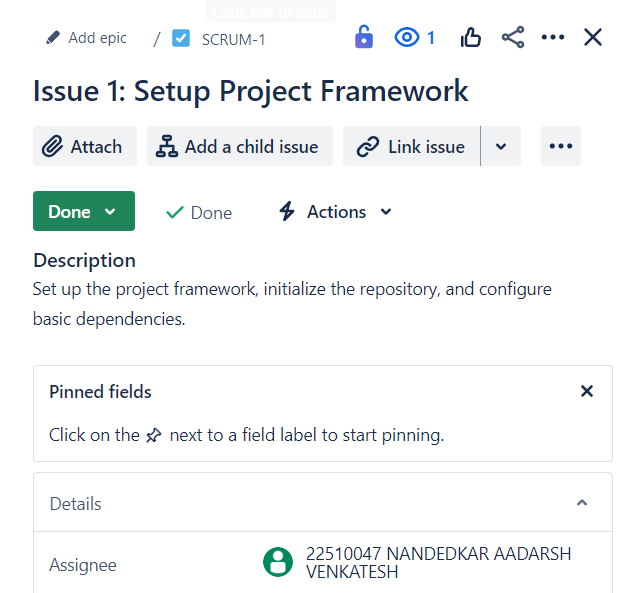 Copy link to issue
Add epic / SCRUM-1 1
Issue 1: Setup Project Framework
Attach Add a child issue Link issue
Done Done Actions
Description
Set up the project framework, initialize the repository, and configure
basic dependencies.
Pinned fields
Click on the next to a field label to start pinning.
Details
Assignee 22510047 NANDEDKAR AADARSH
VENKATESH